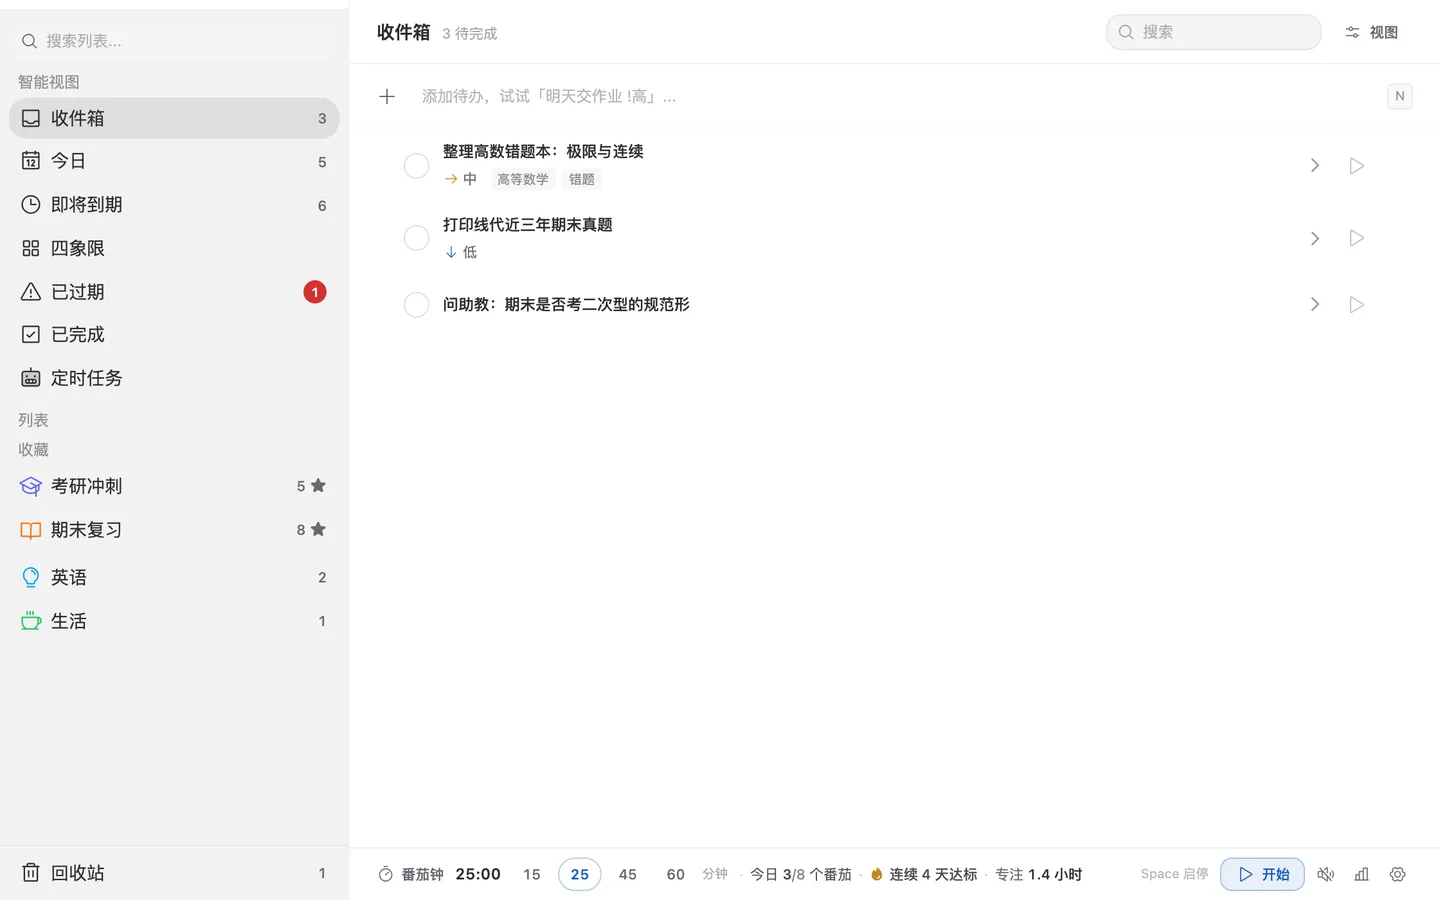 搜索列表...
智能视图
收件箱 3
12 今日 5
即将到期 6
四象限
已过期 1
已完成
定时任务
列表
收藏
考研冲刺 5
期末复习 8
英语 2
生活 1
回收站 1
收件箱 3 待完成
搜索
视图
添加待办，试试「明天交作业 !高」... N
整理高数错题本：极限与连续
中 高等数学 错题
打印线代近三年期末真题
低
问助教：期末是否考二次型的规范形
番茄钟 25:00 15 25 45 60 分钟 · 今日 3/8 个番茄 · 连续 4 天达标 · 专注 1.4 小时 Space 启停 开始